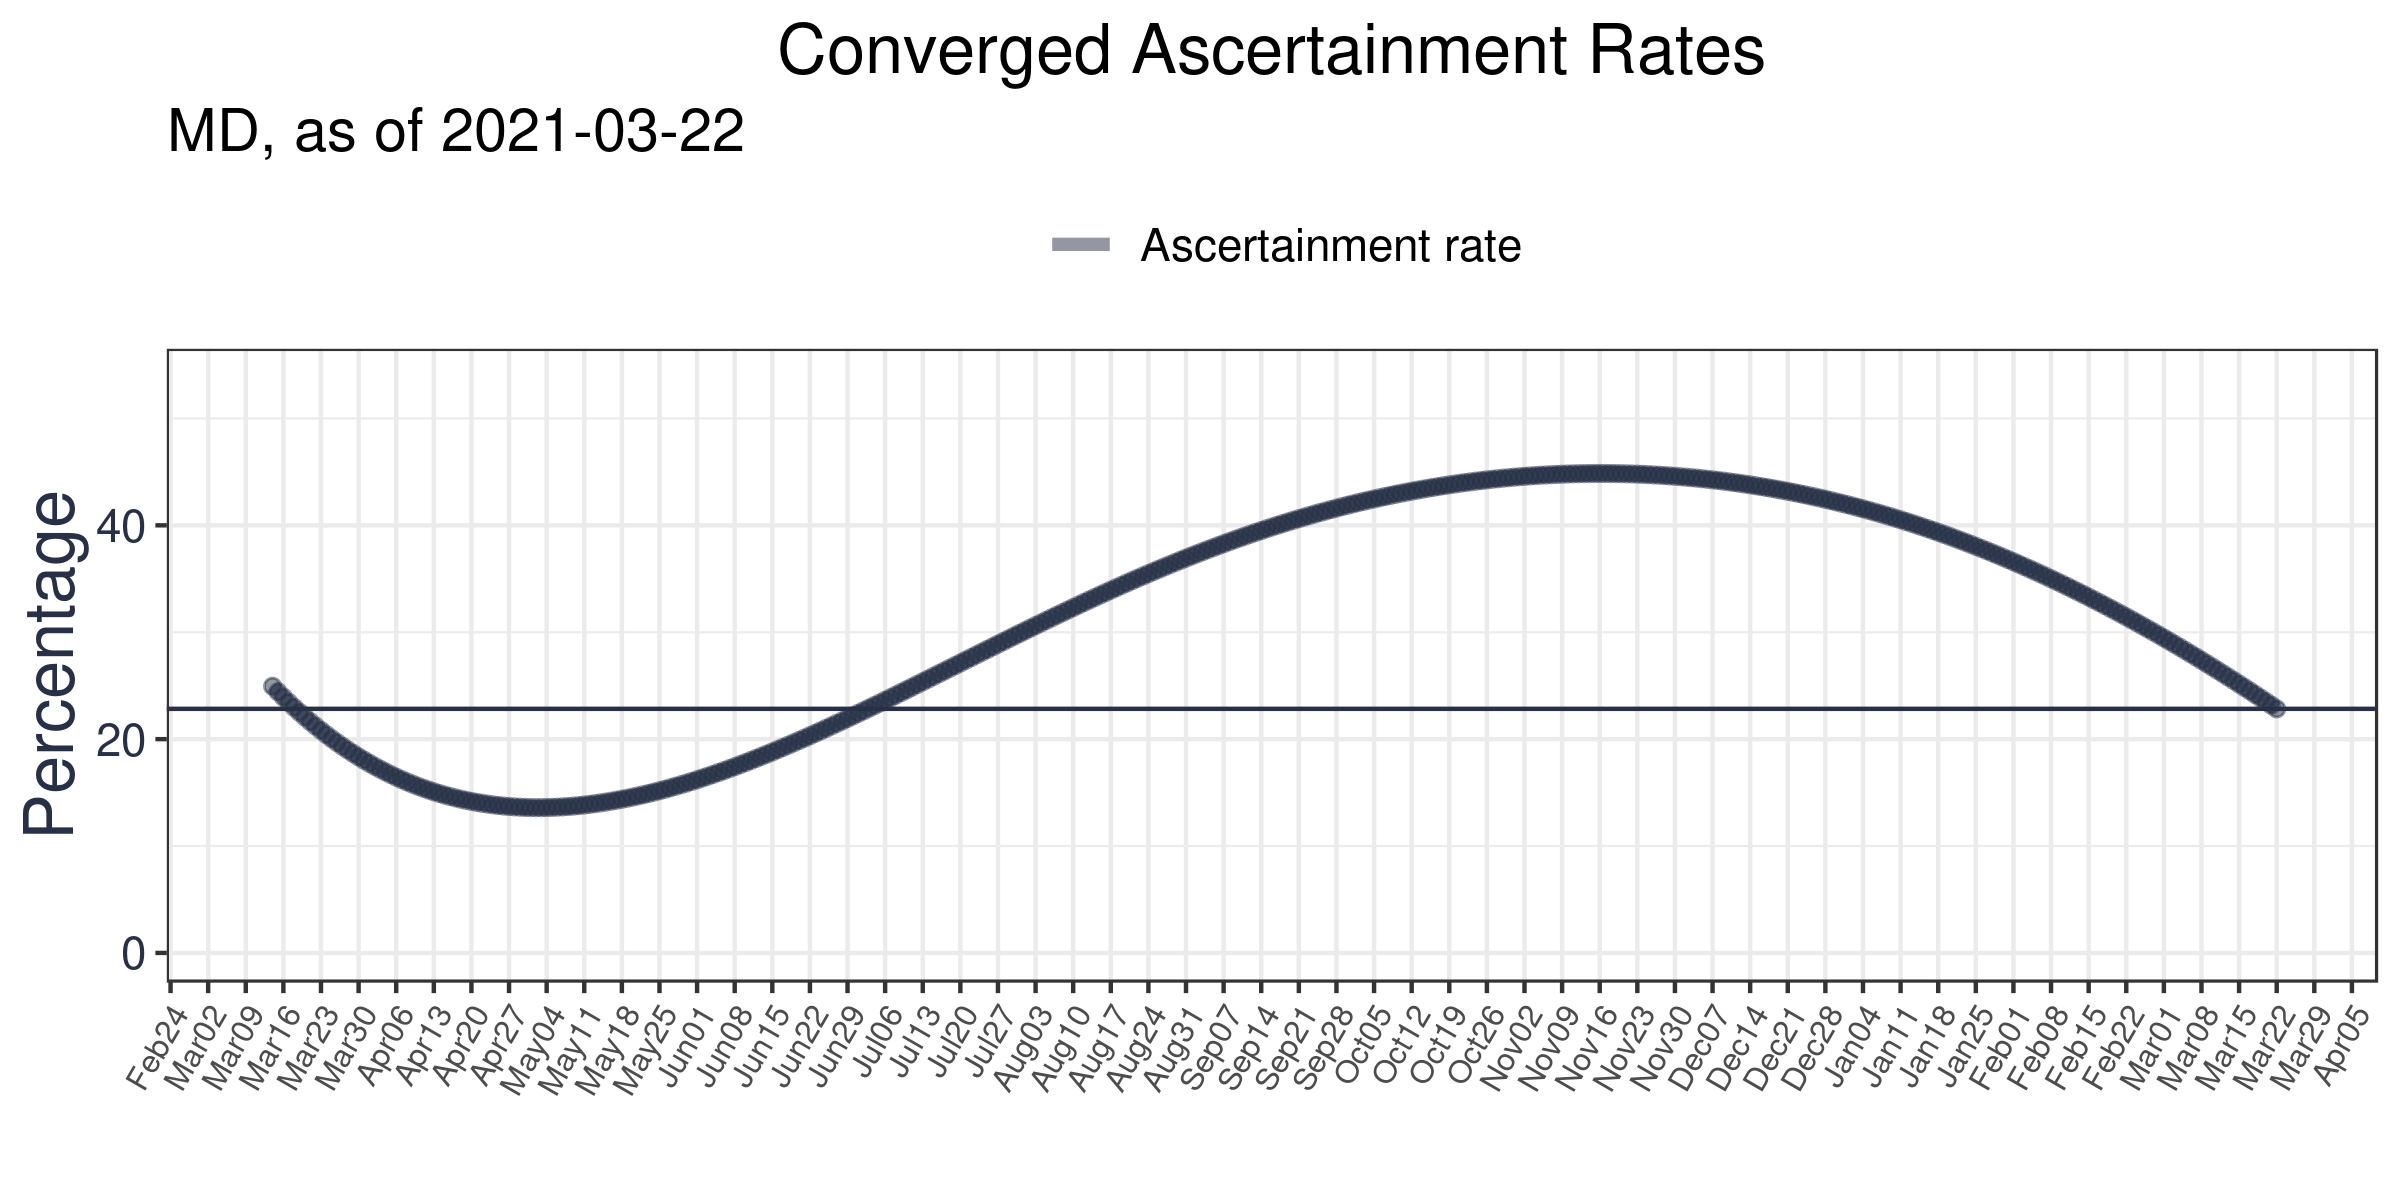 Converged Ascertainment Rates
MD, as of 2021-03-22
Ascertainment rate
Percentage
40
20
0
Feb24 Mar02 Mar09 Mar16 Mar23 Mar30 Apr06 Apr13 Apr20 Apr27 May04 May11 May18 May25 Jun01 Jun08 Jun15 Jun22 Jun29 Jul06 Jul13 Jul20 Jul27 Aug03 Aug10 Aug17 Aug24 Aug31 Sep07 Sep14 Sep21 Sep28 Oct05 Oct12 Oct19 Oct26 Nov02 Nov09 Nov16 Nov23 Nov30 Dec07 Dec14 Dec21 Dec28 Jan04 Jan11 Jan18 Jan25 Feb01 Feb08 Feb15 Feb22 Mar01 Mar08 Mar15 Mar22 Mar29 Apr05